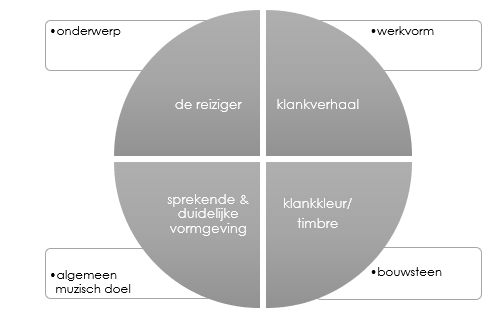 •onderwerp
•werkvorm
de reiziger
klankverhaal
sprekende &
duidelijke
vormgeving
klankkleur/
timbre
•algemeen
muzisch doel
•bouwsteen